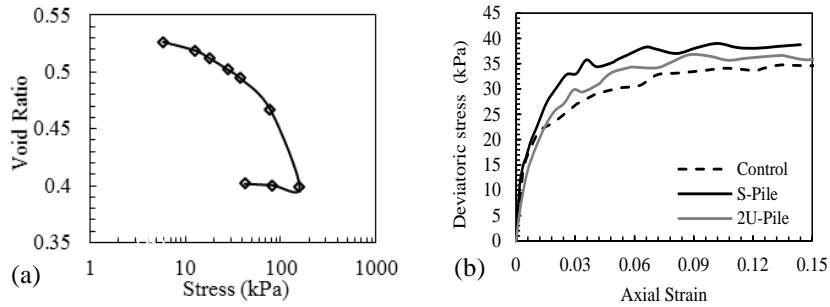 0.55
0.5
0.45
0.4
0.35
Void Ratio
1 10 100 1000
Stress (kPa)
(a)
45
40
35
30
25
20
15
10
5
0
Deviatoric stress (kPa)
Control
S-Pile
2U-Pile
0 0.03 0.06 0.09 0.12 0.15
Axial Strain
(b)